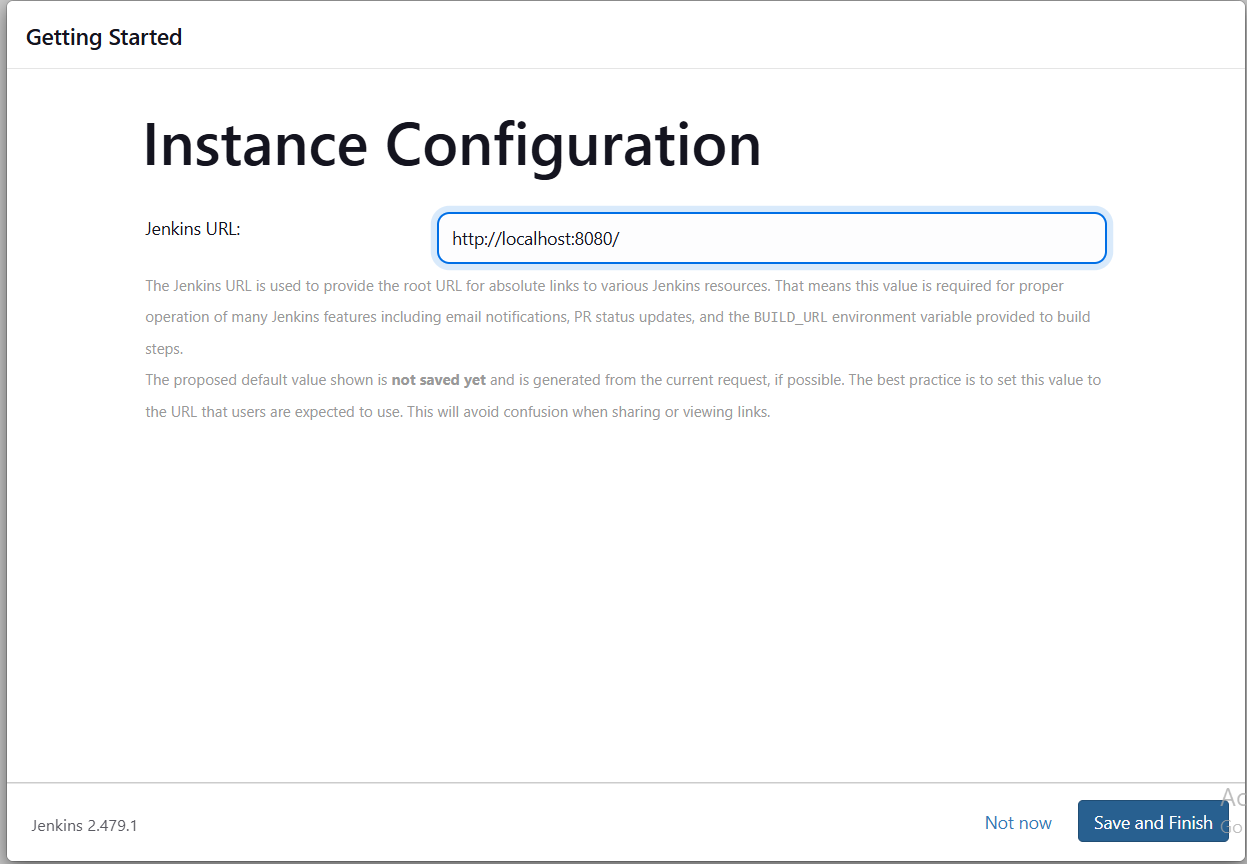 Getting Started
Instance Configuration
Jenkins URL:
http://localhost:8080/
The Jenkins URL is used to provide the root URL for absolute links to various Jenkins resources. That means this value is required for proper
operation of many Jenkins features including email notifications, PR status updates, and the BUILD_URL environment variable provided to build
steps.
The proposed default value shown is not saved yet and is generated from the current request, if possible. The best practice is to set this value to
the URL that users are expected to use. This will avoid confusion when sharing or viewing links.
Jenkins 2.479.1
Not now
Save and Finish